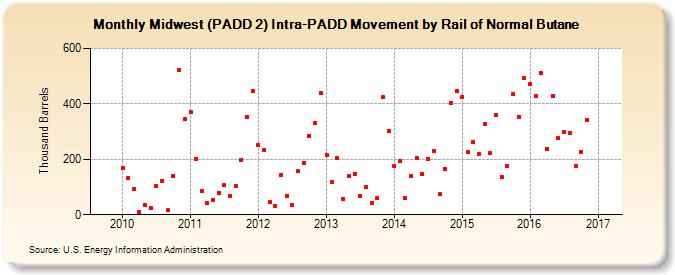 Monthly Midwest (PADD 2) Intra-PADD Movement by Rail of Normal Butane
Thousand Barrels
600
400
200
0
2010 2011 2012 2013 2014 2015 2016 2017
Source: U.S. Energy Information Administration